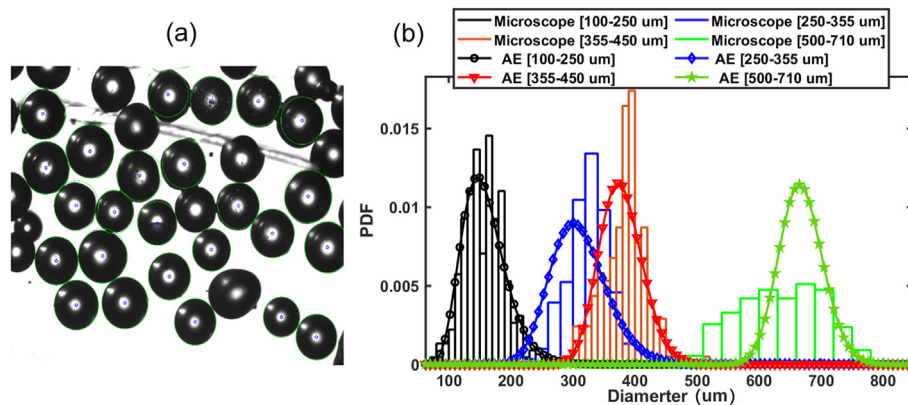 (a)
(b)
Microscope [100-250 um]
Microscope [250-355 um]
Microscope [355-450 um]
Microscope [500-710 um]
AE [100-250 um]
AE [250-355 um]
AE [355-450 um]
AE [500-710 um]
PDF
0.015
0.01
0.005
0
100 200 300 400 500 600 700 800
Diamerter (um)